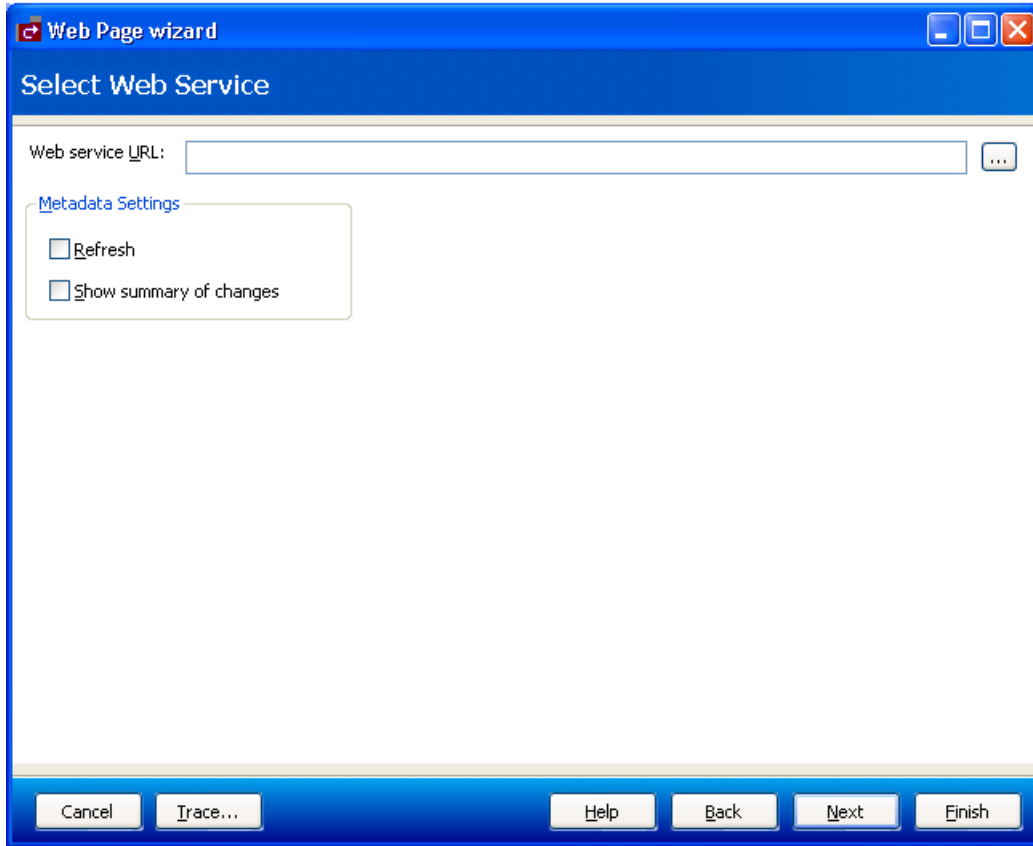 Web Page wizard
Select Web Service
Web service URL:
...
Metadata Settings
Refresh
Show summary of changes
Cancel Trace... Help Back Next Finish